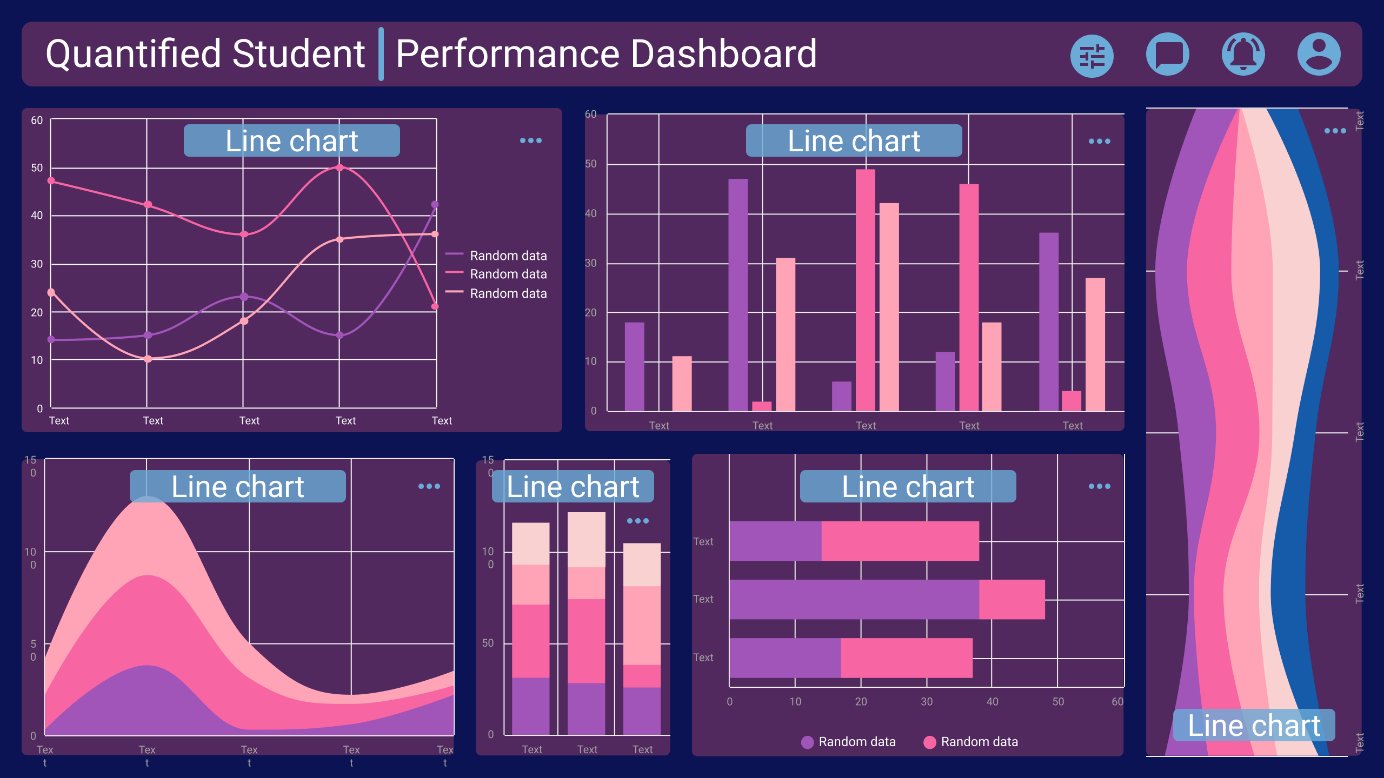 Quantified Student Performance Dashboard
Line chart
60
50
40
30
20
10
0
Text Text Text Text Text
Random data
Random data
Random data
Line chart
60
50
40
30
20
10
0
Text Text Text Text Text
Line chart
15
0
10
0
5
0
0
Tex Tex Tex Tex Tex
t t t t t
Line chart
15
0
10
0
50
0
Text Text Text
Line chart
Text
Text
Text
0 10 20 30 40 50 60
Random data Random data
Text
Text
Text
Text
Text
Line chart